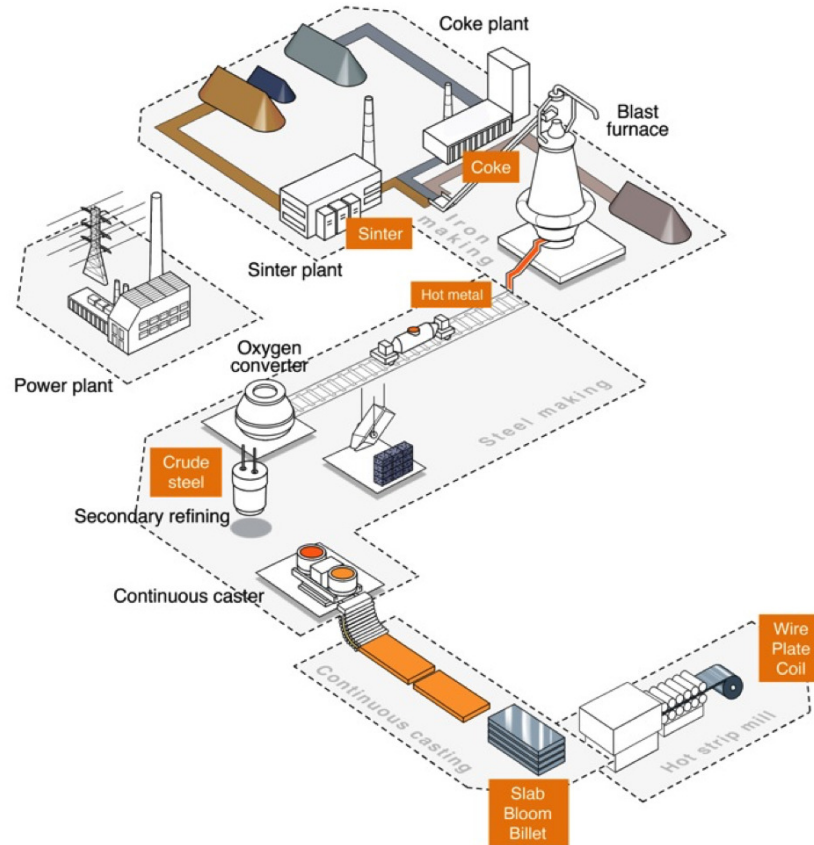 Coke plant
Blast
furnace
Coke
Iron
making
Sinter
Sinter plant
Hot metal
Power plant
Oxygen
converter
Steel making
Crude
steel
Secondary refining
Continuous caster
Continuous casting
Wire
Plate
Coil
Hot strip mill
Slab
Bloom
Billet